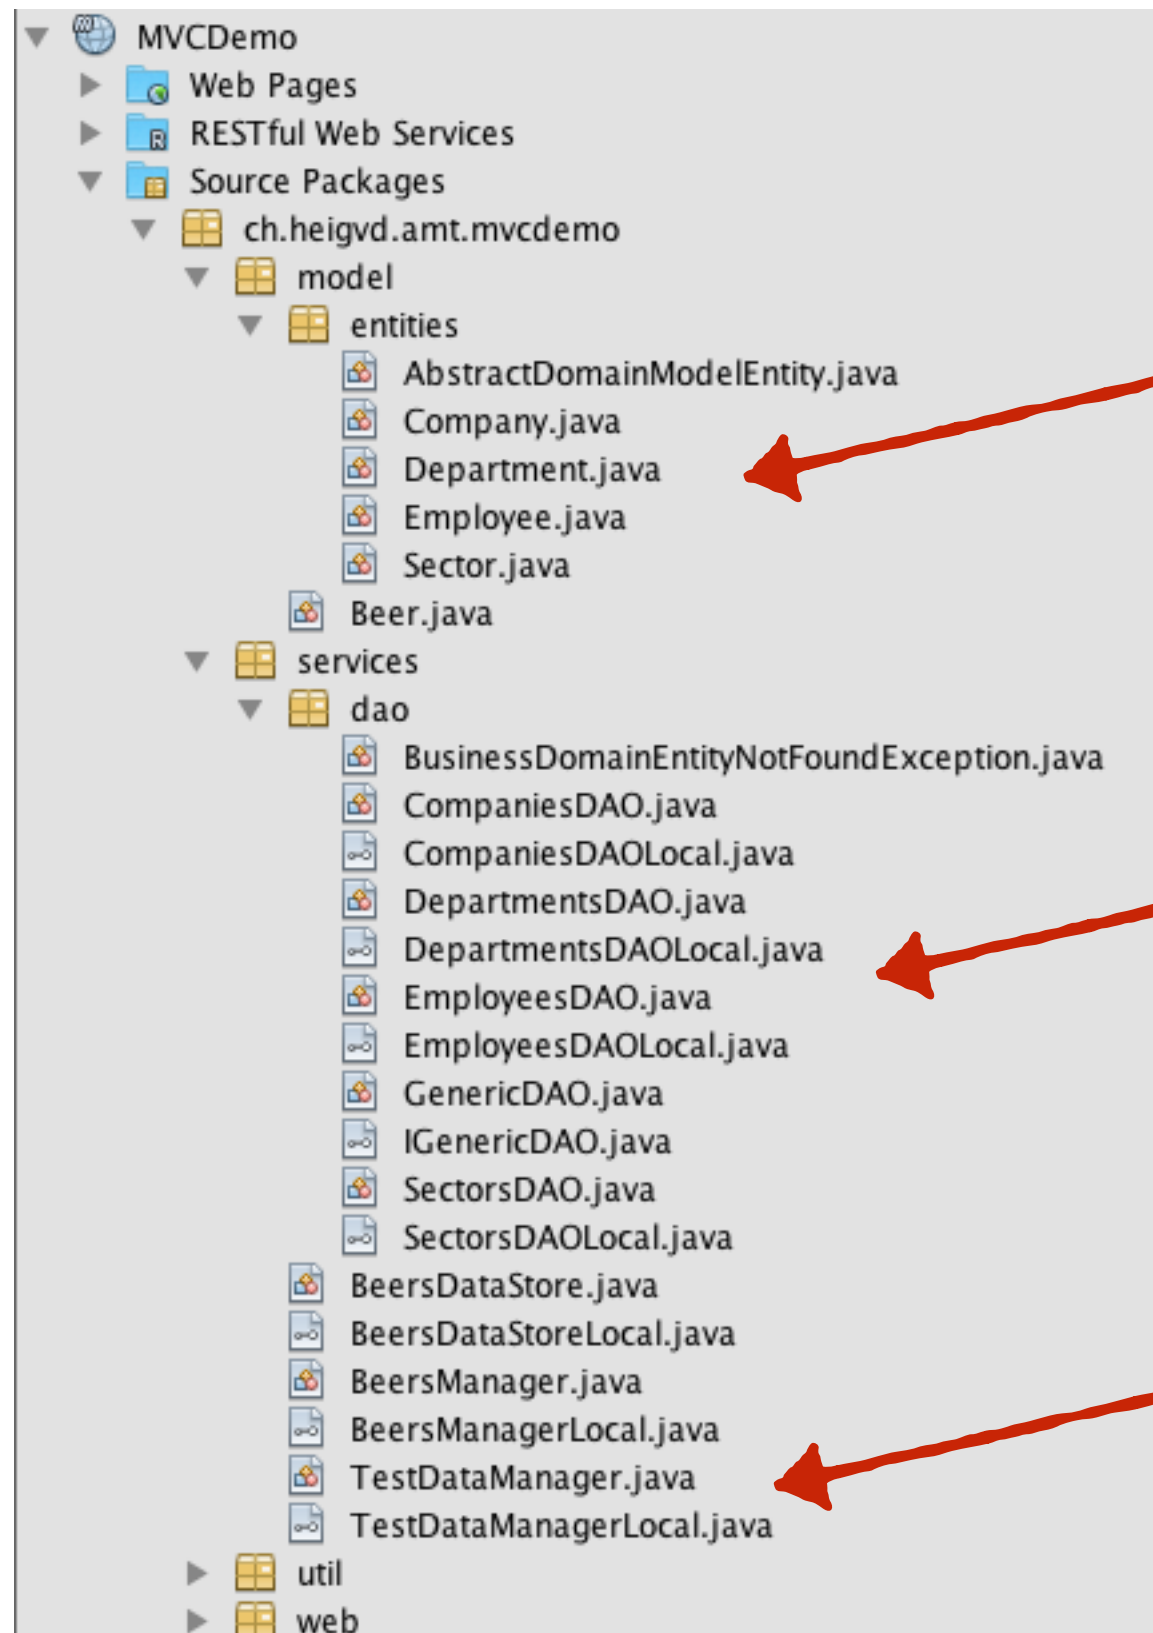 MVCDemo
Web Pages
RESTful Web Services
Source Packages
ch.heigvd.amt.mvcdemo
model
entities
AbstractDomainModelEntity.java
Company.java
Department.java
Employee.java
Sector.java
Beer.java
services
dao
BusinessDomainEntityNotFoundException.java
CompaniesDAO.java
CompaniesDAOLocal.java
DepartmentsDAO.java
DepartmentsDAOLocal.java
EmployeesDAO.java
EmployeesDAOLocal.java
GenericDAO.java
IGenericDAO.java
SectorsDAO.java
SectorsDAOLocal.java
BeersDataStore.java
BeersDataStoreLocal.java
BeersManager.java
BeersManagerLocal.java
TestDataManager.java
TestDataManagerLocal.java
util
web